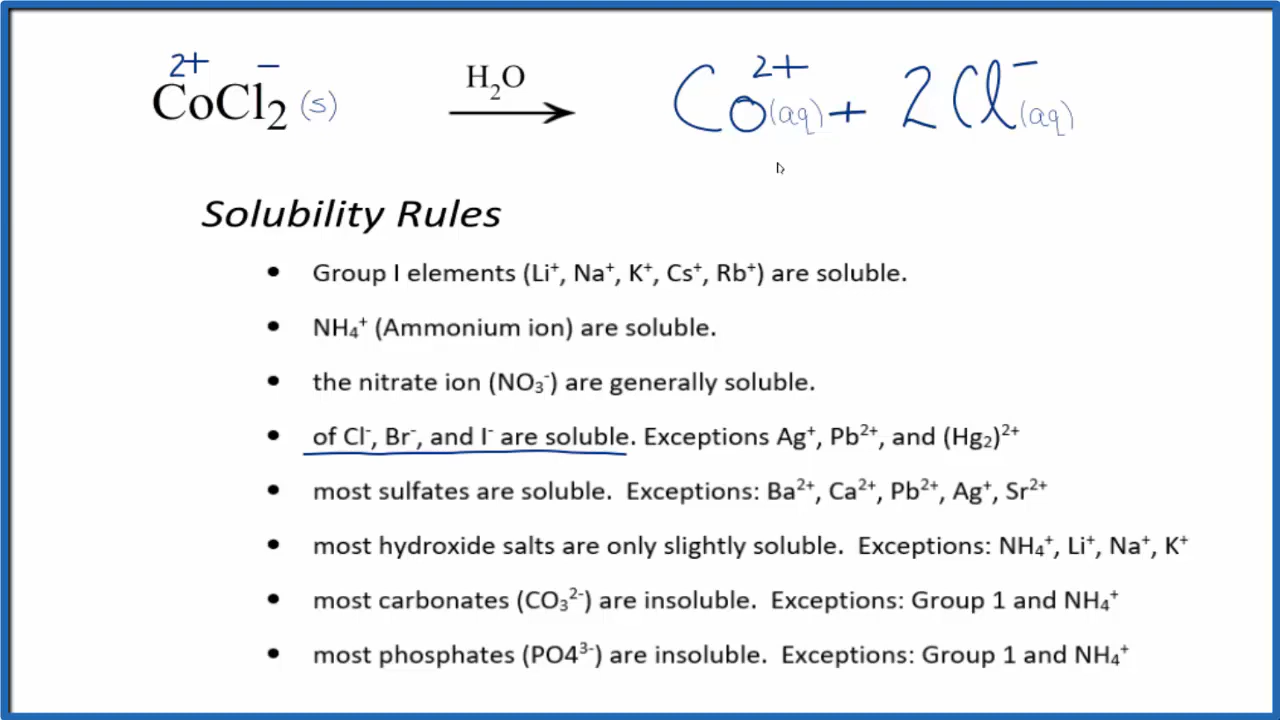 2+ −
CoCl₂ (s) H₂O Co²⁺(aq) + 2Cl⁻(aq)
Solubility Rules
• Group I elements (Li⁺, Na⁺, K⁺, Cs⁺, Rb⁺) are soluble.
• NH₄⁺ (Ammonium ion) are soluble.
• the nitrate ion (NO₃⁻) are generally soluble.
• of Cl⁻, Br⁻, and I⁻ are soluble. Exceptions Ag⁺, Pb²⁺, and (Hg₂)²⁺
• most sulfates are soluble. Exceptions: Ba²⁺, Ca²⁺, Pb²⁺, Ag⁺, Sr²⁺
• most hydroxide salts are only slightly soluble. Exceptions: NH₄⁺, Li⁺, Na⁺, K⁺
• most carbonates (CO₃²⁻) are insoluble. Exceptions: Group 1 and NH₄⁺
• most phosphates (PO4³⁻) are insoluble. Exceptions: Group 1 and NH₄⁺